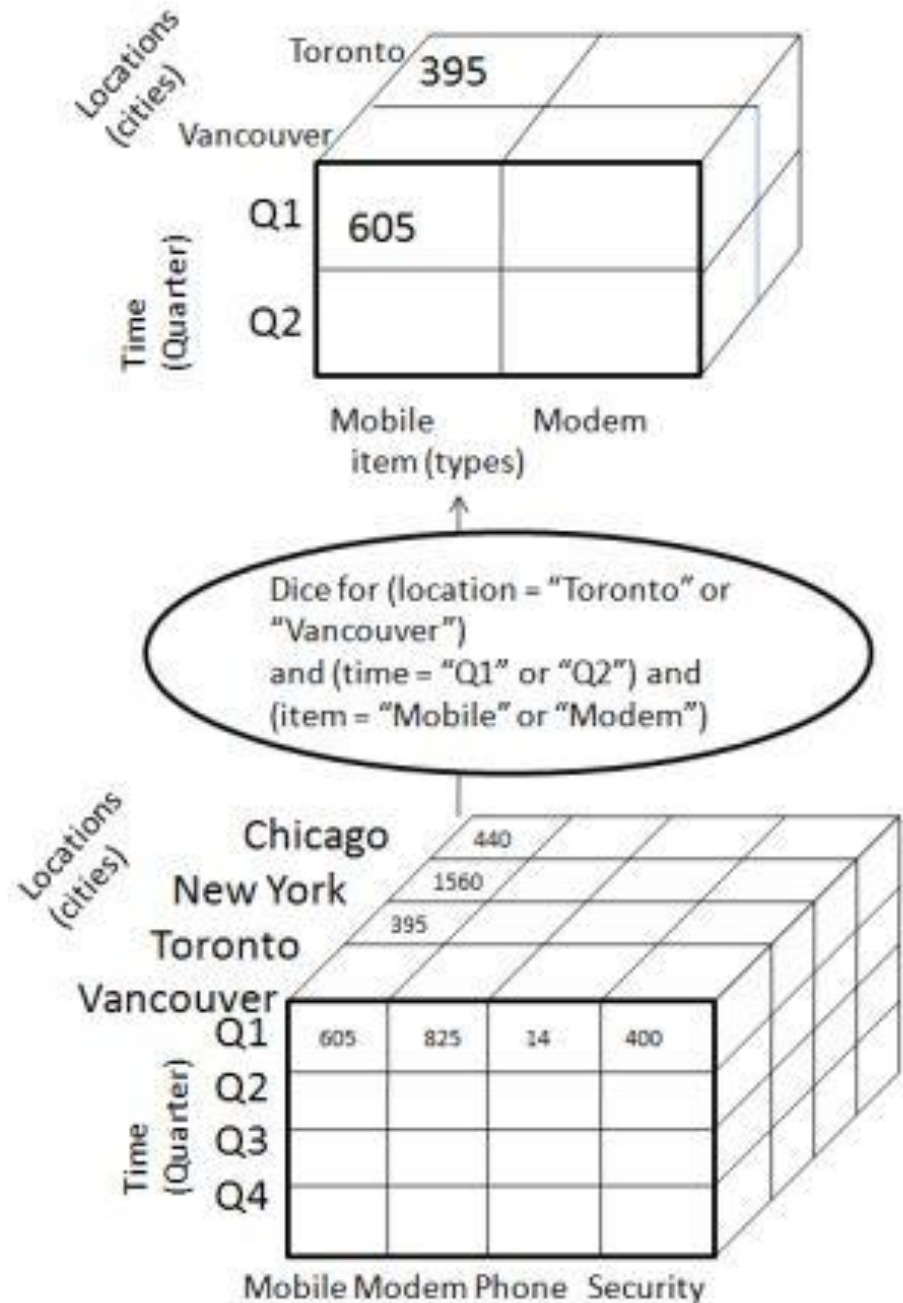 Locations
(cities)
Toronto
395
Vancouver
Time
(Quarter)
Q1
605
Q2
Mobile Modem
item (types)
Dice for (location = “Toronto” or
“Vancouver”)
and (time = “Q1” or “Q2”) and
(item = “Mobile” or “Modem”)
Locations
(cities)
Chicago
440
New York
1560
Toronto
395
Vancouver
Time
(Quarter)
Q1
605 825 14 400
Q2
Q3
Q4
Mobile Modem Phone Security